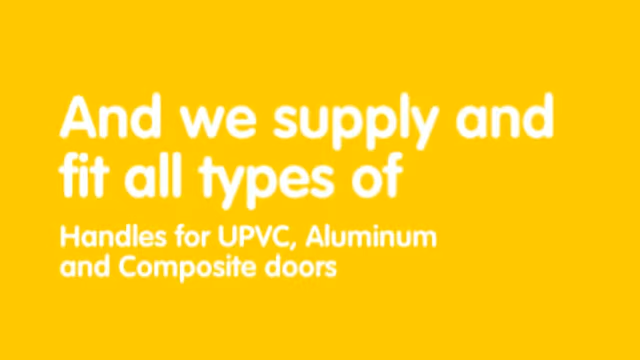 And we supply and
fit all types of
Handles for UPVC, Aluminum
and Composite doors